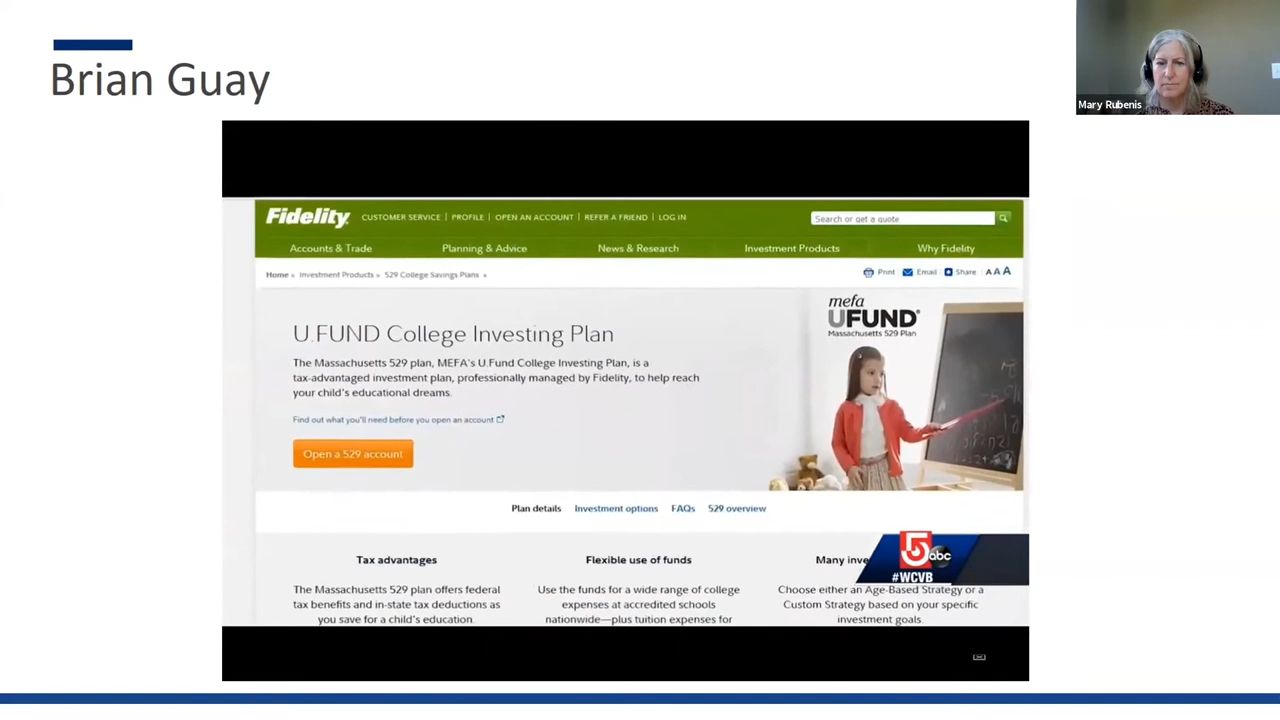 Brian Guay
Mary Rubenis
Fidelity
CUSTOMER SERVICE | PROFILE | OPEN AN ACCOUNT | REFER A FRIEND | LOG IN
Search or get a quote
Accounts & Trade Planning & Advice News & Research Investment Products Why Fidelity
Home » Investment Products » 529 College Savings Plans »
Print Email Share A A A
mefa
UFUND®
Massachusetts 529 Plan
U.FUND College Investing Plan
The Massachusetts 529 plan, MEFA's U.Fund College Investing Plan, is a
tax-advantaged investment plan, professionally managed by Fidelity, to help reach
your child's educational dreams.
Find out what you'll need before you open an account
Open a 529 account
Plan details Investment options FAQs 529 overview
Tax advantages
The Massachusetts 529 plan offers federal
tax benefits and in-state tax deductions as
you save for a child's education.
Flexible use of funds
Use the funds for a wide range of college
expenses at accredited schools
nationwide—plus tuition expenses for
Many inve
Choose either an Age-Based Strategy or a
Custom Strategy based on your specific
investment goals.
5 abc
#WCVB